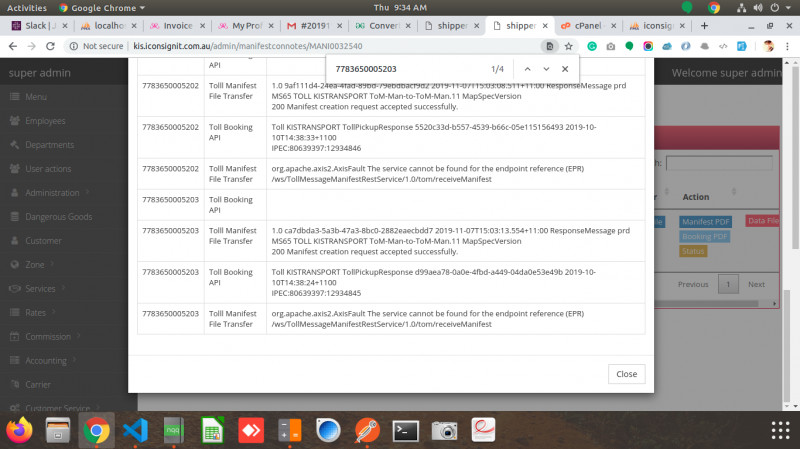 Activities Google Chrome Thu 9:34 AM
Slack | J localhos Invoice My Prof #20191 Convert shipper shipper cPanel iconsign
Not secure kis.iconsignit.com.au/admin/manifestconnotes/MANI0032540
7783650005203 1/4
super admin
Welcome super admin
Menu
Employees
Departments
User actions
Administration
Dangerous Goods
Customer
Zone
Services
Rates
Commission
Accounting
Carrier
Customer Service
API
7783650005202 Tolll Manifest 1.0 9af111d4-24ea-4fad-89bd-79ebdbacf9d2 2019-11-07T15:03:08.511+11:00 ResponseMessage prd
File Transfer MS65 TOLL KISTRANSPORT ToM-Man-to-ToM-Man.11 MapSpecVersion
200 Manifest creation request accepted successfully.
7783650005202 Toll Booking Toll KISTRANSPORT TollPickupResponse 5520c33d-b557-4539-b66c-05e115156493 2019-10-
API 10T14:38:33+1100
IPEC:80639397:12934846
7783650005202 Tolll Manifest org.apache.axis2.AxisFault The service cannot be found for the endpoint reference (EPR)
File Transfer /ws/TollMessageManifestRestService/1.0/tom/receiveManifest
7783650005203 Toll Booking
API
7783650005203 Tolll Manifest 1.0 ca7dbda3-5a3b-47a3-8bc0-2882eaecbdd7 2019-11-07T15:03:13.554+11:00 ResponseMessage prd
File Transfer MS65 TOLL KISTRANSPORT ToM-Man-to-ToM-Man.11 MapSpecVersion
200 Manifest creation request accepted successfully.
7783650005203 Toll Booking Toll KISTRANSPORT TollPickupResponse d99aea78-0a0e-4fbd-a449-04da0e53e49b 2019-10-
API 10T14:38:24+1100
IPEC:80639397:12934845
7783650005203 Tolll Manifest org.apache.axis2.AxisFault The service cannot be found for the endpoint reference (EPR)
File Transfer /ws/TollMessageManifestRestService/1.0/tom/receiveManifest
Close
Action
Manifest PDF Data File
Booking PDF
Status
Previous 1 Next